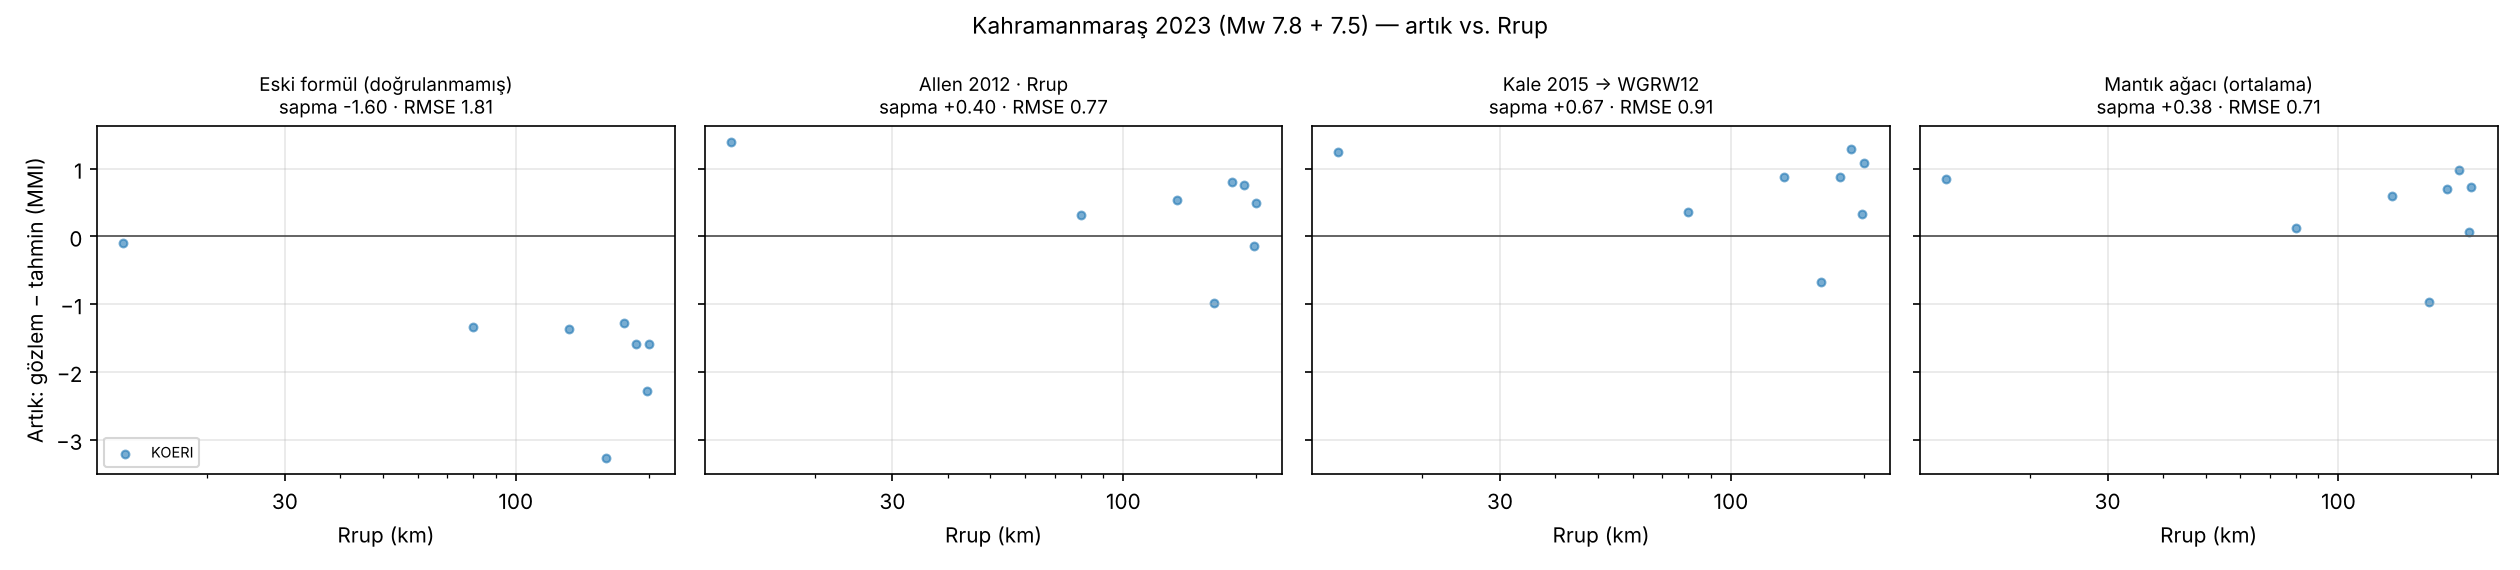 Kahramanmaraş 2023 (Mw 7.8 + 7.5) — artık vs. Rrup
Eski formül (doğrulanmamış)
sapma -1.60 · RMSE 1.81
Allen 2012 · Rrup
sapma +0.40 · RMSE 0.77
Kale 2015 → WGRW12
sapma +0.67 · RMSE 0.91
Mantık ağacı (ortalama)
sapma +0.38 · RMSE 0.71
Artık: gözlem − tahmin (MMI)
1
0
−1
−2
−3
KOERI
30 100
Rrup (km)
30 100
Rrup (km)
30 100
Rrup (km)
30 100
Rrup (km)